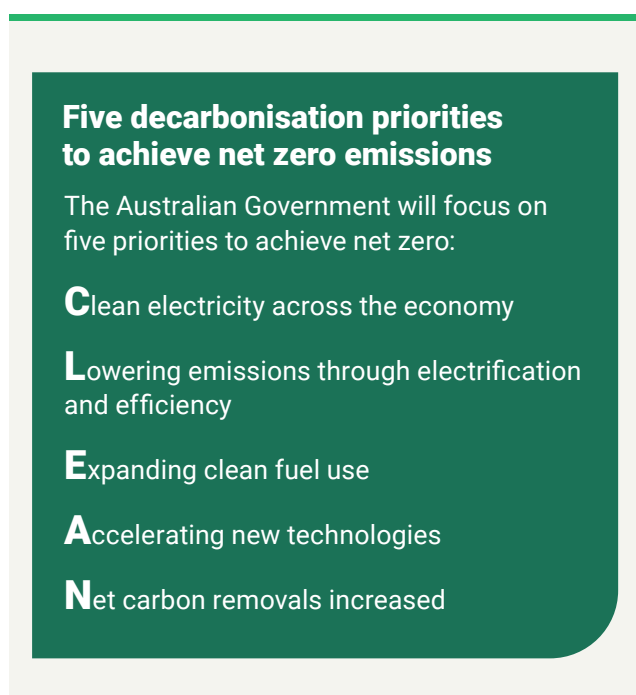 Five decarbonisation priorities
to achieve net zero emissions
The Australian Government will focus on
five priorities to achieve net zero:
Clean electricity across the economy
Lowering emissions through electrification
and efficiency
Expanding clean fuel use
Accelerating new technologies
Net carbon removals increased